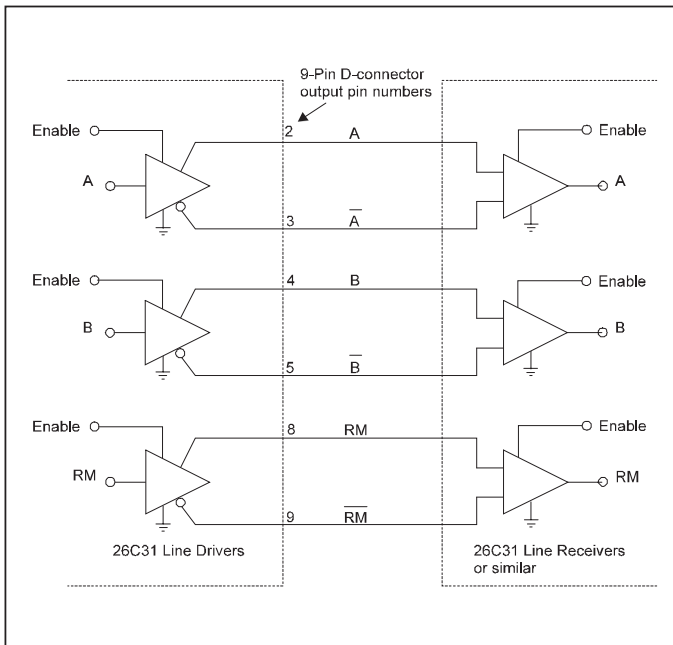 9-Pin D-connector
output pin numbers
Enable
2
A
Enable
A
A
3
A̅
Enable
4
B
Enable
B
B
5
B̅
Enable
8
RM
Enable
RM
RM
9
R̅M̅
26C31 Line Drivers
26C31 Line Receivers
or similar